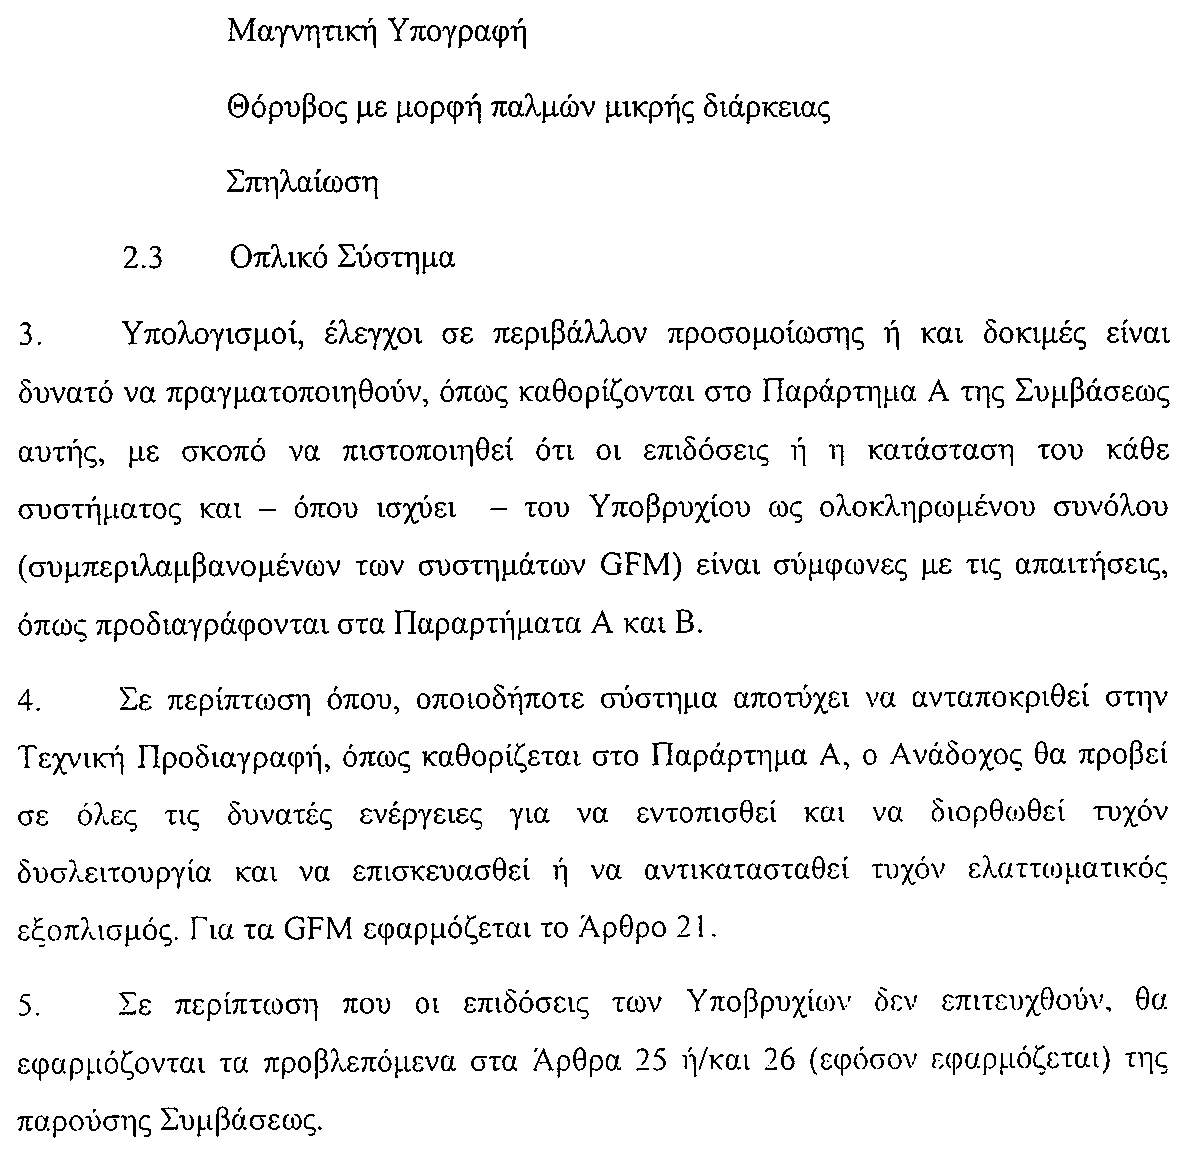 Μαγνητική Υπογραφή
Θόρυβος με μορφή παλμών μικρής διάρκειας
Σπηλαίωση
2.3 Οπλικό Σύστημα
3. Υπολογισμοί, έλεγχοι σε περιβάλλον προσομοίωσης ή και δοκιμές είναι
δυνατό να πραγματοποιηθούν, όπως καθορίζονται στο Παράρτημα Α της Συμβάσεως
αυτής, με σκοπό να πιστοποιηθεί ότι οι επιδόσεις ή η κατάσταση του κάθε
συστήματος και – όπου ισχύει – του Υποβρυχίου ως ολοκληρωμένου συνόλου
(συμπεριλαμβανομένων των συστημάτων GFM) είναι σύμφωνες με τις απαιτήσεις,
όπως προδιαγράφονται στα Παραρτήματα Α και Β.
4. Σε περίπτωση όπου, οποιοδήποτε σύστημα αποτύχει να ανταποκριθεί στην
Τεχνική Προδιαγραφή, όπως καθορίζεται στο Παράρτημα Α, ο Ανάδοχος θα προβεί
σε όλες τις δυνατές ενέργειες για να εντοπισθεί και να διορθωθεί τυχόν
δυσλειτουργία και να επισκευασθεί ή να αντικατασταθεί τυχόν ελαττωματικός
εξοπλισμός. Για τα GFM εφαρμόζεται το Άρθρο 21.
5. Σε περίπτωση που οι επιδόσεις των Υποβρυχίων δεν επιτευχθούν, θα
εφαρμόζονται τα προβλεπόμενα στα Άρθρα 25 ή/και 26 (εφόσον εφαρμόζεται) της
παρούσης Συμβάσεως.